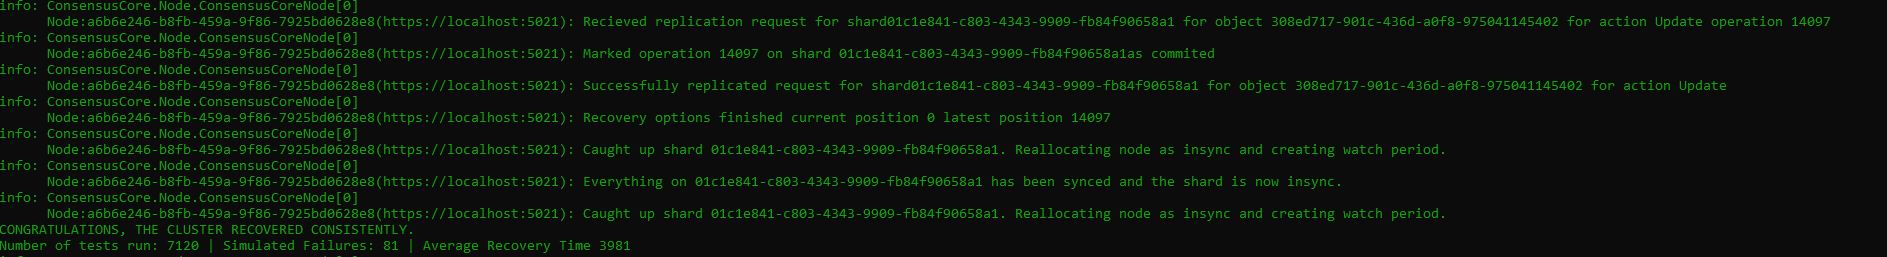 info: ConsensusCore.Node.ConsensusCoreNode[0]
Node:a6b6e246-b8fb-459a-9f86-7925bd0628e8(https://localhost:5021): Recieved replication request for shard01c1e841-c803-4343-9909-fb84f90658a1 for object 308ed717-901c-436d-a0f8-975041145402 for action Update operation 14097
info: ConsensusCore.Node.ConsensusCoreNode[0]
Node:a6b6e246-b8fb-459a-9f86-7925bd0628e8(https://localhost:5021): Marked operation 14097 on shard 01c1e841-c803-4343-9909-fb84f90658a1as commited
info: ConsensusCore.Node.ConsensusCoreNode[0]
Node:a6b6e246-b8fb-459a-9f86-7925bd0628e8(https://localhost:5021): Successfully replicated request for shard01c1e841-c803-4343-9909-fb84f90658a1 for object 308ed717-901c-436d-a0f8-975041145402 for action Update
info: ConsensusCore.Node.ConsensusCoreNode[0]
Node:a6b6e246-b8fb-459a-9f86-7925bd0628e8(https://localhost:5021): Recovery options finished current position 0 latest position 14097
info: ConsensusCore.Node.ConsensusCoreNode[0]
Node:a6b6e246-b8fb-459a-9f86-7925bd0628e8(https://localhost:5021): Caught up shard 01c1e841-c803-4343-9909-fb84f90658a1. Reallocating node as insync and creating watch period.
info: ConsensusCore.Node.ConsensusCoreNode[0]
Node:a6b6e246-b8fb-459a-9f86-7925bd0628e8(https://localhost:5021): Everything on 01c1e841-c803-4343-9909-fb84f90658a1 has been synced and the shard is now insync.
info: ConsensusCore.Node.ConsensusCoreNode[0]
Node:a6b6e246-b8fb-459a-9f86-7925bd0628e8(https://localhost:5021): Caught up shard 01c1e841-c803-4343-9909-fb84f90658a1. Reallocating node as insync and creating watch period.
CONGRATULATIONS, THE CLUSTER RECOVERED CONSISTENTLY.
Number of tests run: 7120 | Simulated Failures: 81 | Average Recovery Time 3981